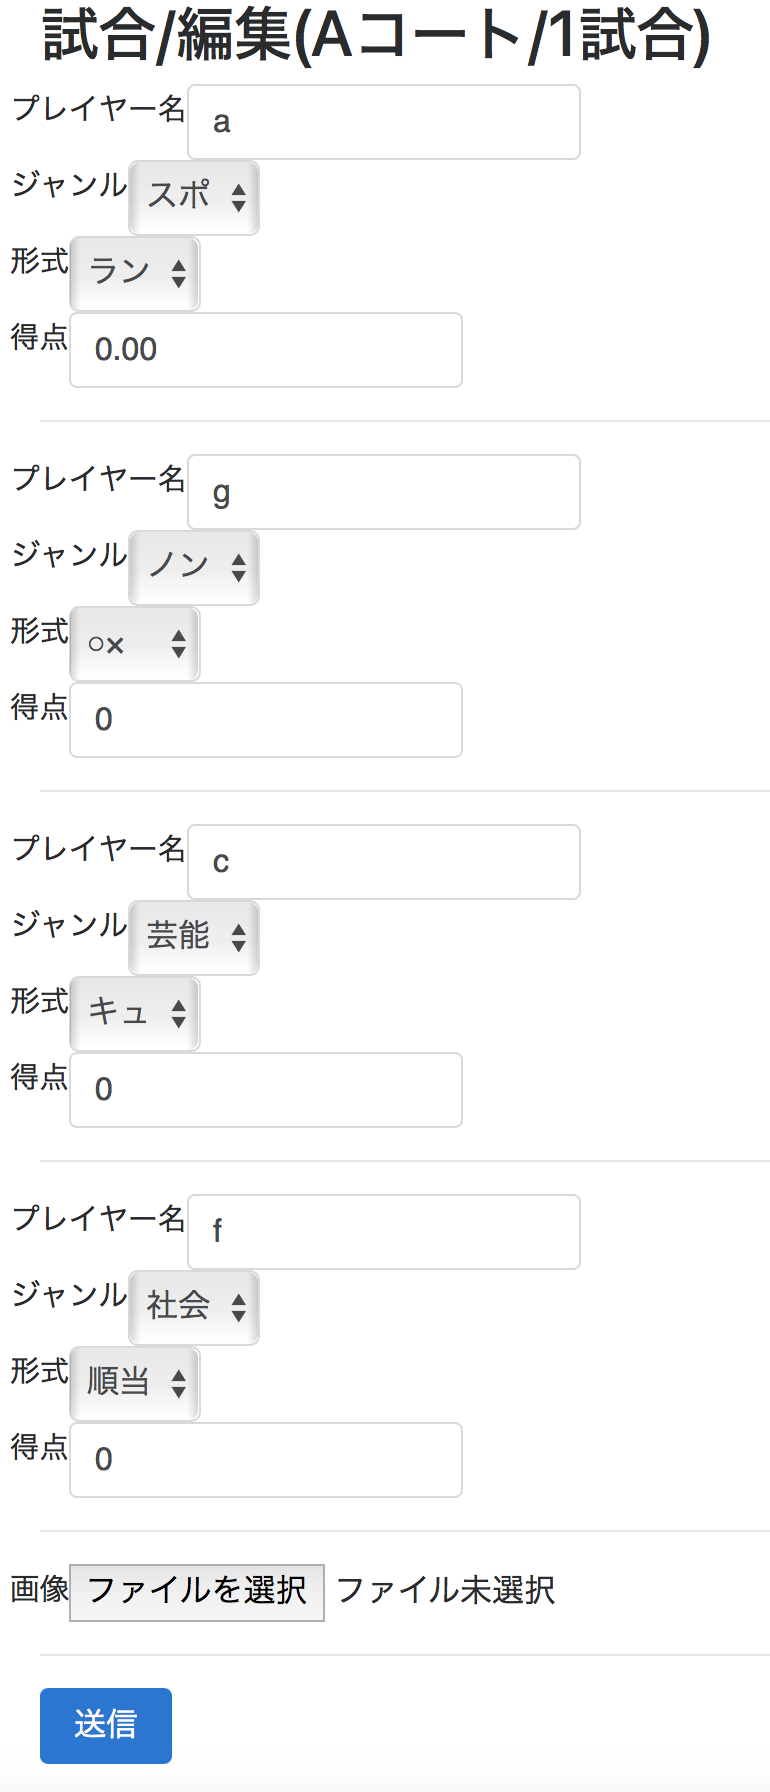 試合/編集(Aコート/1試合)
プレイヤー名 a
ジャンル スポ
形式 ラン
得点 0.00
プレイヤー名 g
ジャンル ノン
形式 ○×
得点 0
プレイヤー名 c
ジャンル 芸能
形式 キュ
得点 0
プレイヤー名 f
ジャンル 社会
形式 順当
得点 0
画像 ファイルを選択 ファイル未選択
送信